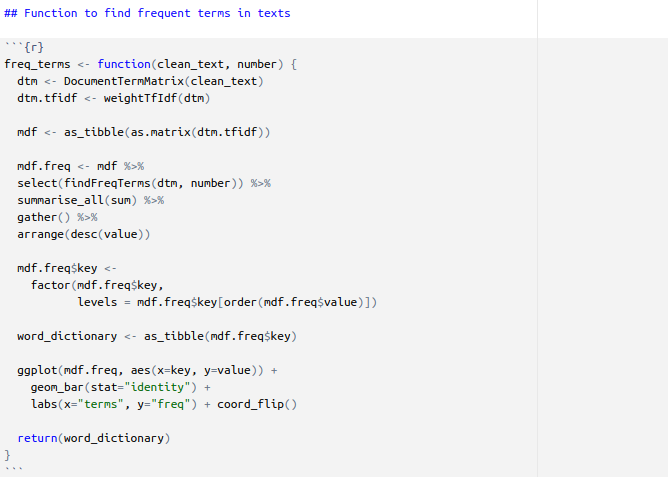 ## Function to find frequent terms in texts
```{r}
freq_terms <- function(clean_text, number) {
  dtm <- DocumentTermMatrix(clean_text)
  dtm.tfidf <- weightTfIdf(dtm)

  mdf <- as_tibble(as.matrix(dtm.tfidf))

  mdf.freq <- mdf %>%
  select(findFreqTerms(dtm, number)) %>%
  summarise_all(sum) %>%
  gather() %>%
  arrange(desc(value))

  mdf.freq$key <-
    factor(mdf.freq$key,
           levels = mdf.freq$key[order(mdf.freq$value)])

  word_dictionary <- as_tibble(mdf.freq$key)

  ggplot(mdf.freq, aes(x=key, y=value)) +
    geom_bar(stat="identity") +
    labs(x="terms", y="freq") + coord_flip()

  return(word_dictionary)
}
```